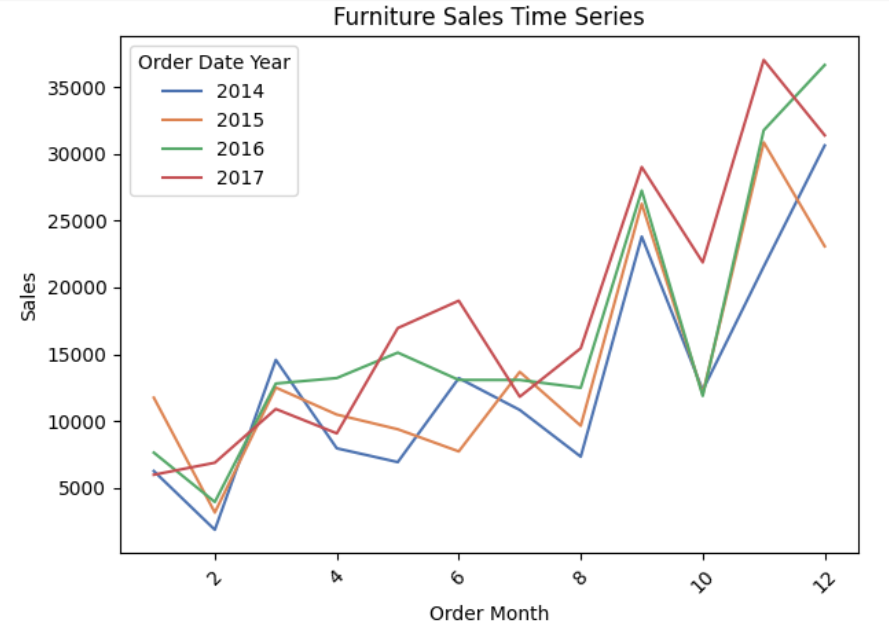 Furniture Sales Time Series
Order Date Year
2014
2015
2016
2017
35000
30000
25000
20000
15000
10000
5000
Sales
2 4 6 8 10 12
Order Month